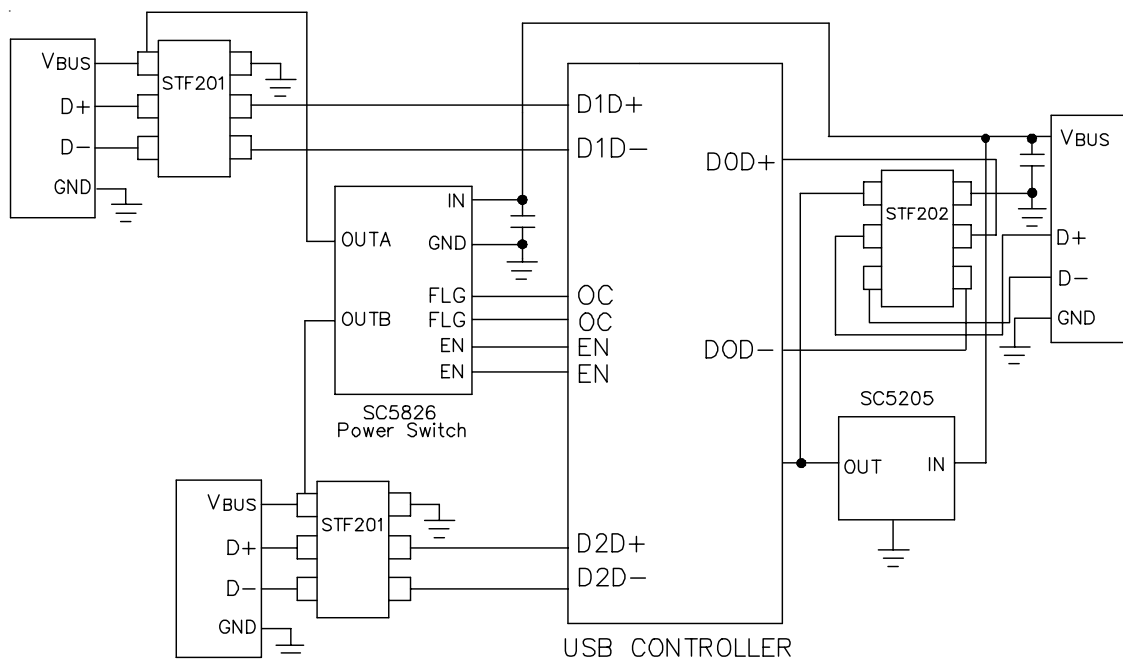 VBUS
D+
D-
GND
STF201
OUTA
OUTB
IN
GND
FLG
FLG
EN
EN
SC5826
Power Switch
VBUS
D+
D-
GND
STF201
D1D+
D1D-
OC
OC
EN
EN
D2D+
D2D-
DOD+
DOD-
USB CONTROLLER
STF202
VBUS
D+
D-
GND
SC5205
OUT
IN